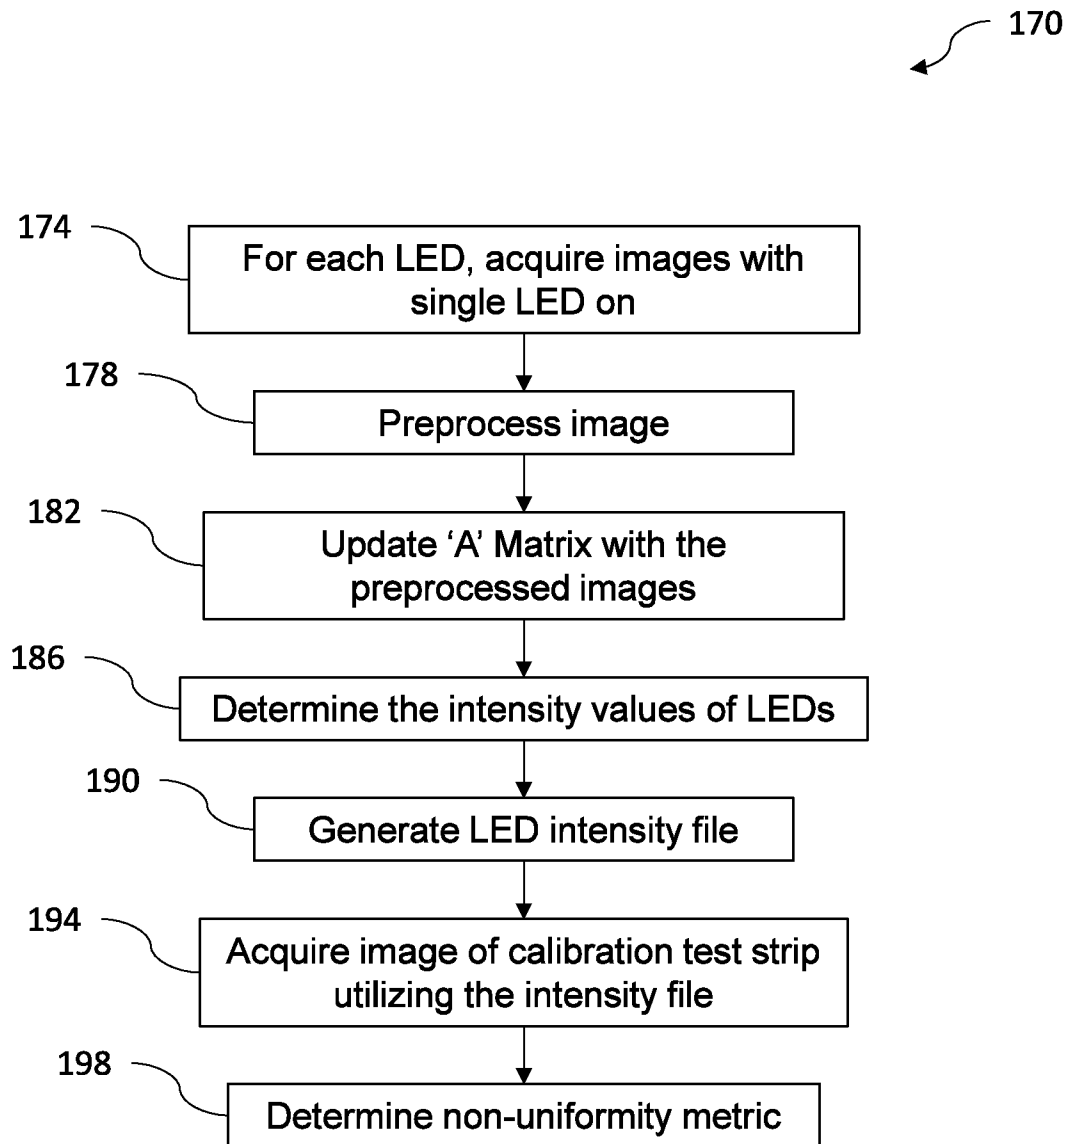 170
174
For each LED, acquire images with
single LED on
178
Preprocess image
182
Update ‘A’ Matrix with the
preprocessed images
186
Determine the intensity values of LEDs
190
Generate LED intensity file
194
Acquire image of calibration test strip
utilizing the intensity file
198
Determine non-uniformity metric